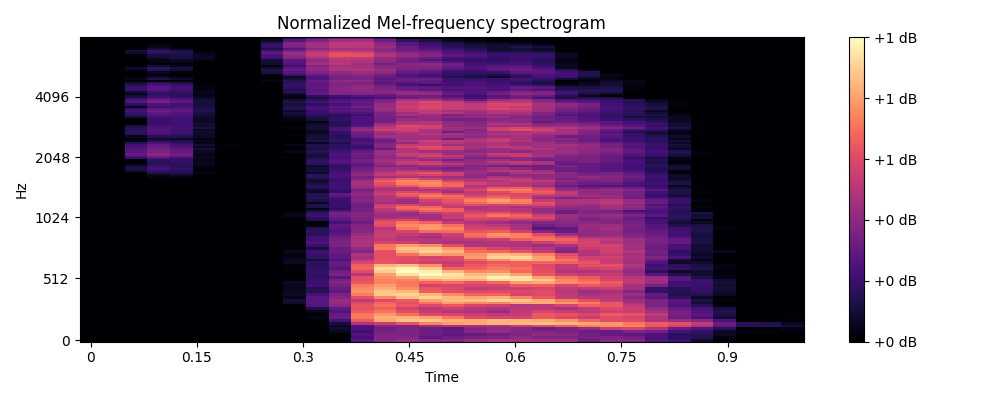 Normalized Mel-frequency spectrogram
Hz
4096
2048
1024
512
0
0
0.15
0.3
0.45
0.6
0.75
0.9
Time
+1 dB
+1 dB
+1 dB
+0 dB
+0 dB
+0 dB